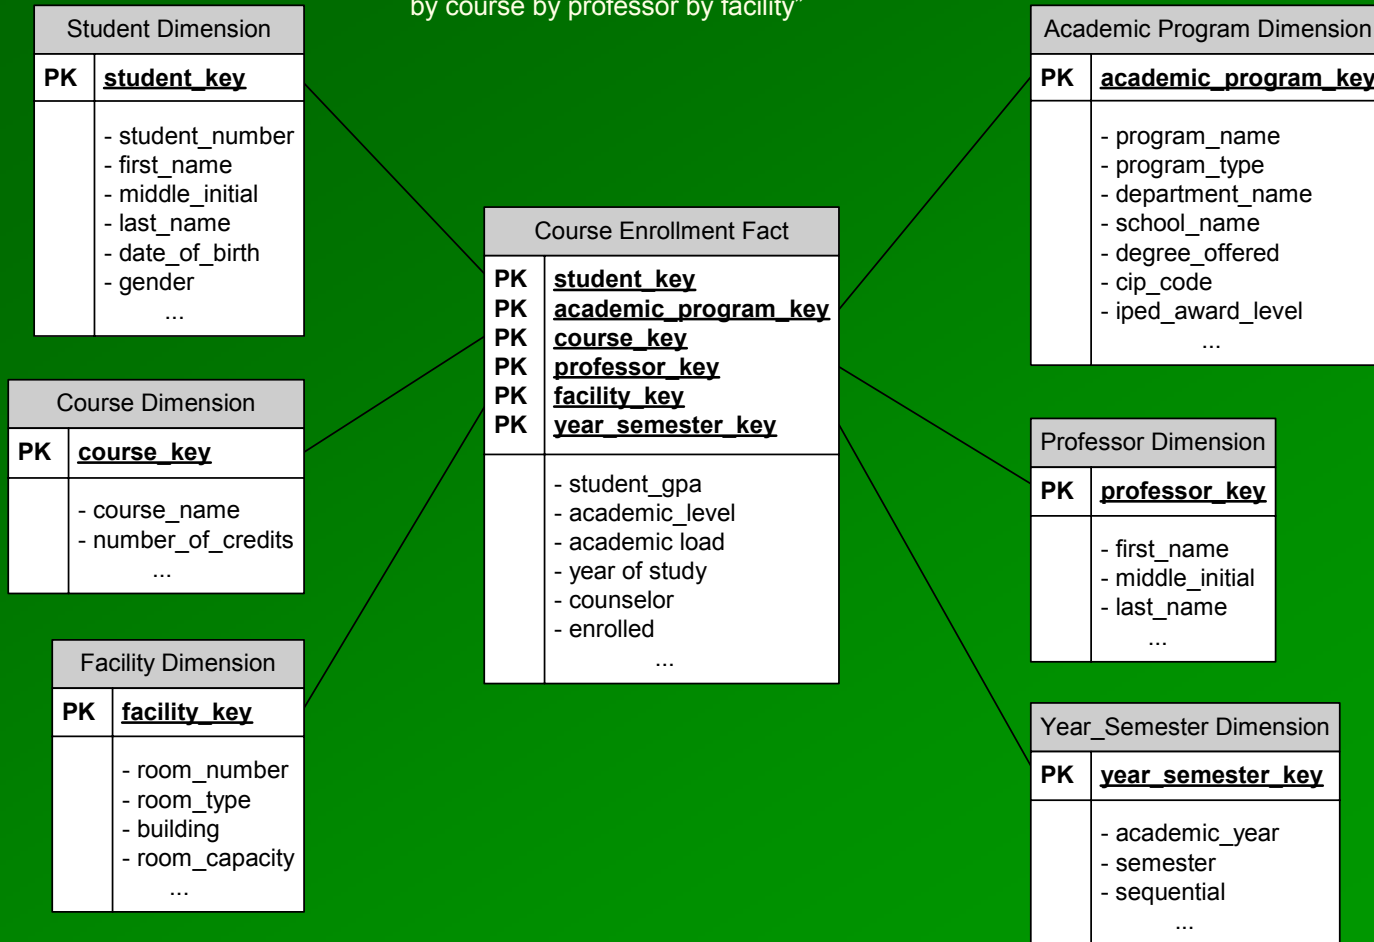 by course by professor by facility”
Student Dimension
PK student_key
- student_number
- first_name
- middle_initial
- last_name
- date_of_birth
- gender
...
Course Dimension
PK course_key
- course_name
- number_of_credits
...
Facility Dimension
PK facility_key
- room_number
- room_type
- building
- room_capacity
...
Course Enrollment Fact
PK student_key
PK academic_program_key
PK course_key
PK professor_key
PK facility_key
PK year_semester_key
- student_gpa
- academic_level
- academic load
- year of study
- counselor
- enrolled
...
Academic Program Dimension
PK academic_program_key
- program_name
- program_type
- department_name
- school_name
- degree_offered
- cip_code
- iped_award_level
...
Professor Dimension
PK professor_key
- first_name
- middle_initial
- last_name
...
Year_Semester Dimension
PK year_semester_key
- academic_year
- semester
- sequential
...